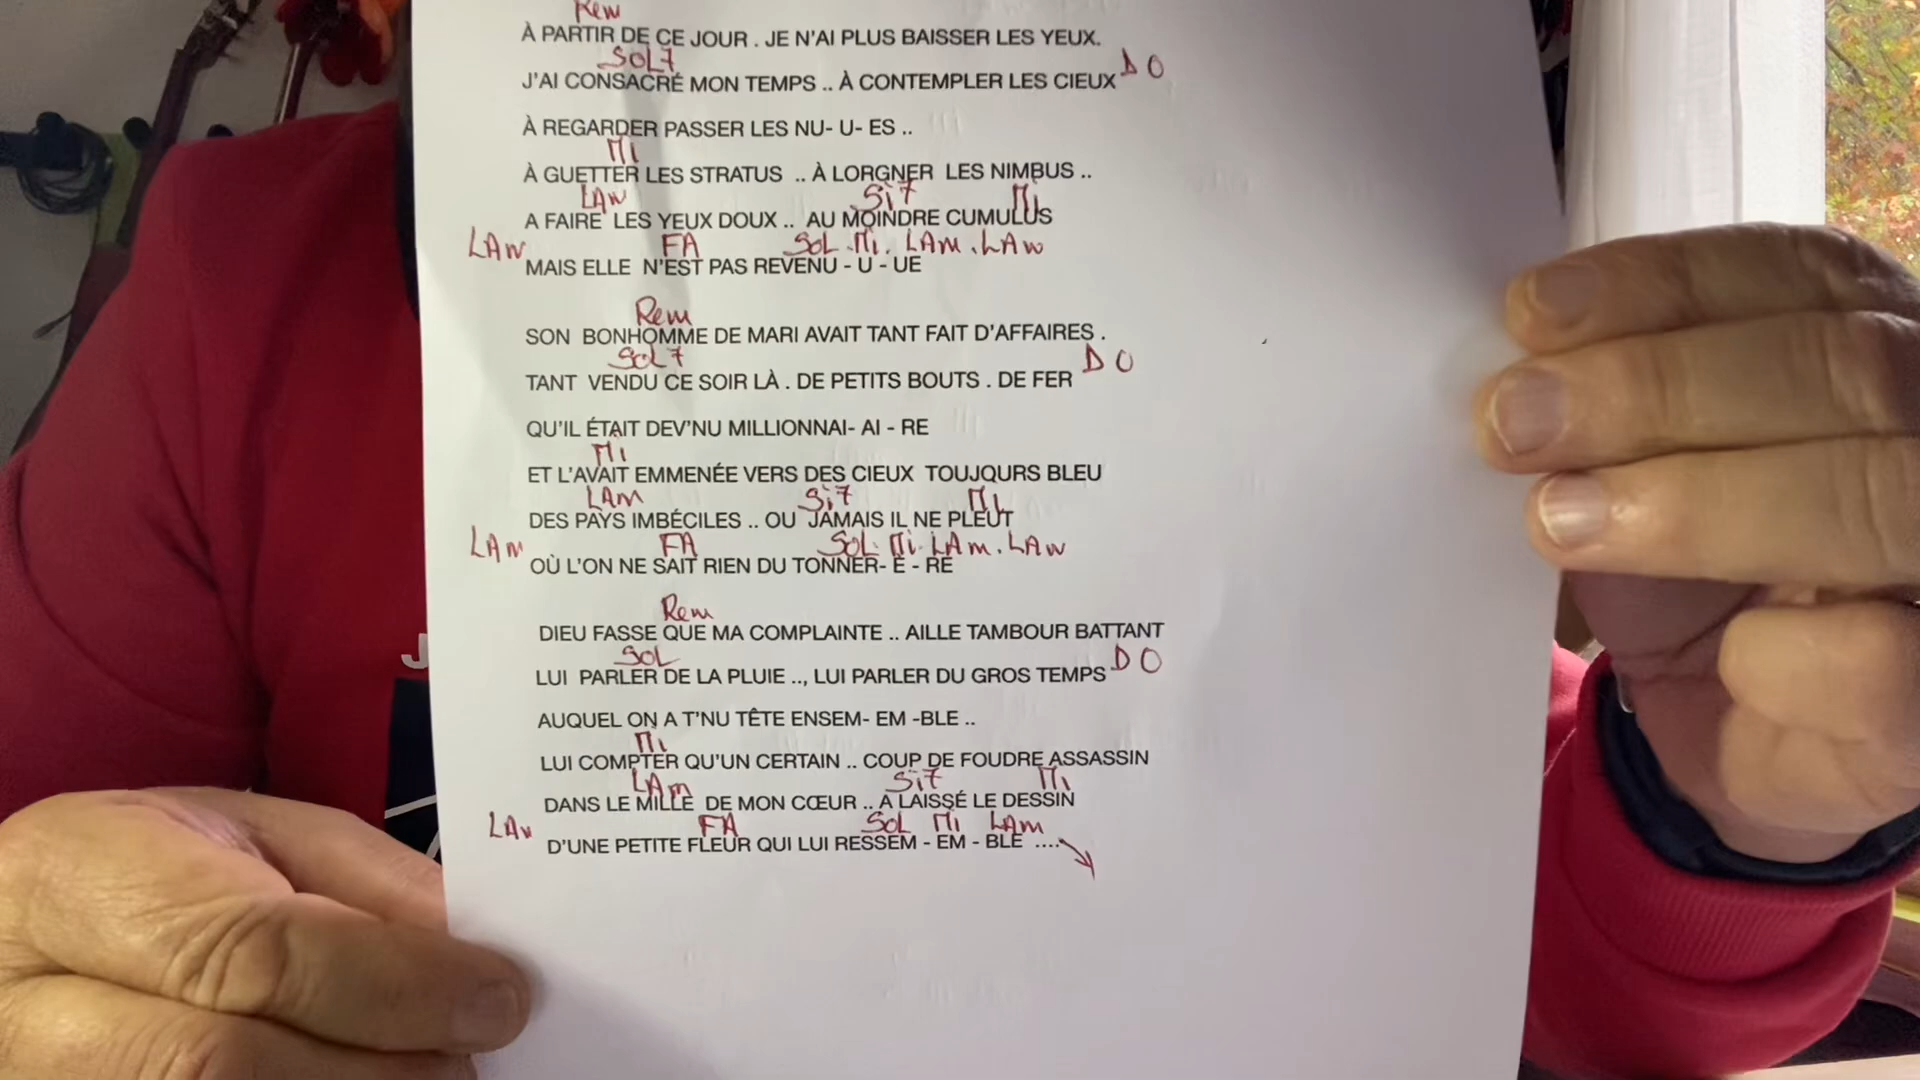 Rem
À PARTIR DE CE JOUR . JE N'AI PLUS BAISSER LES YEUX.
SOL7 DO
J'AI CONSACRÉ MON TEMPS .. À CONTEMPLER LES CIEUX
À REGARDER PASSER LES NU- U- ES ..
Mi
À GUETTER LES STRATUS .. À LORGNER LES NIMBUS ..
LAm Si7 Mi
A FAIRE LES YEUX DOUX .. AU MOINDRE CUMULUS
LAm FA SOL . Mi . LAm . LAm
MAIS ELLE N'EST PAS REVENU - U - UE
Rem
SON BONHOMME DE MARI AVAIT TANT FAIT D'AFFAIRES .
SOL7 DO
TANT VENDU CE SOIR LÀ . DE PETITS BOUTS . DE FER
QU'IL ÉTAIT DEV'NU MILLIONNAI- AI - RE
Mi
ET L'AVAIT EMMENÉE VERS DES CIEUX TOUJOURS BLEU
LAm Si7 Mi
DES PAYS IMBÉCILES .. OU JAMAIS IL NE PLEUT
LAm FA SOL . Mi . LAm . LAm
OÙ L'ON NE SAIT RIEN DU TONNER- E - RE
Rem
DIEU FASSE QUE MA COMPLAINTE .. AILLE TAMBOUR BATTANT
SOL DO
LUI PARLER DE LA PLUIE .., LUI PARLER DU GROS TEMPS
AUQUEL ON A T'NU TÊTE ENSEM- EM -BLE ..
Mi
LUI COMPTER QU'UN CERTAIN .. COUP DE FOUDRE ASSASSIN
LAm Si7 Mi
DANS LE MILLE DE MON CŒUR .. A LAISSÉ LE DESSIN
LAm FA SOL Mi LAm
D'UNE PETITE FLEUR QUI LUI RESSEM - EM - BLE ....
J